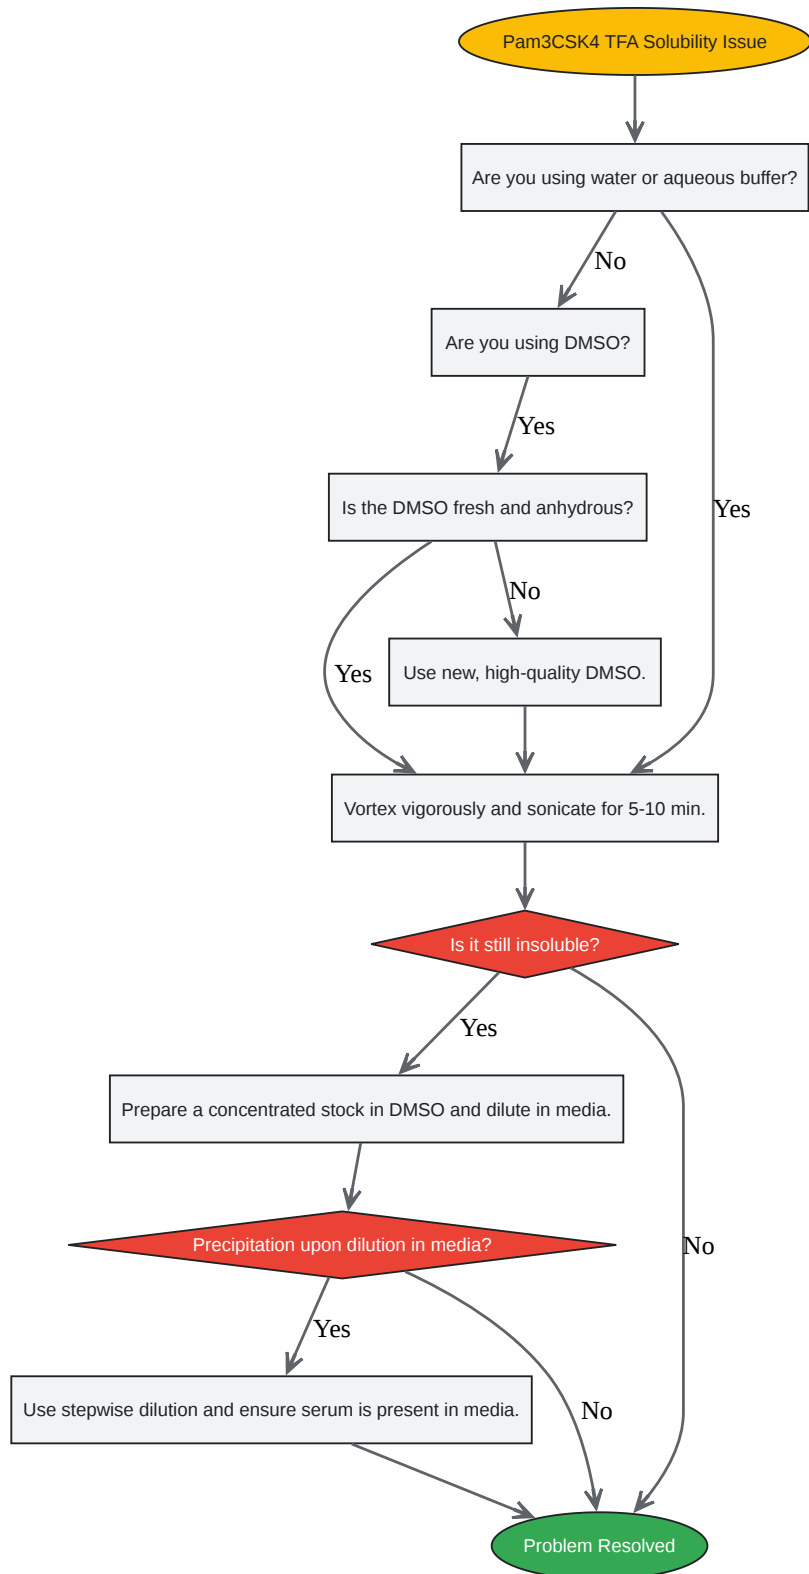 Pam3CSK4 TFA Solubility Issue
Are you using water or aqueous buffer?
No
Are you using DMSO?
Yes
Is the DMSO fresh and anhydrous?
Yes
No
Yes
Use new, high-quality DMSO.
Vortex vigorously and sonicate for 5-10 min.
Is it still insoluble?
Yes
Prepare a concentrated stock in DMSO and dilute in media.
Precipitation upon dilution in media?
No
Yes
Use stepwise dilution and ensure serum is present in media.
No
Problem Resolved